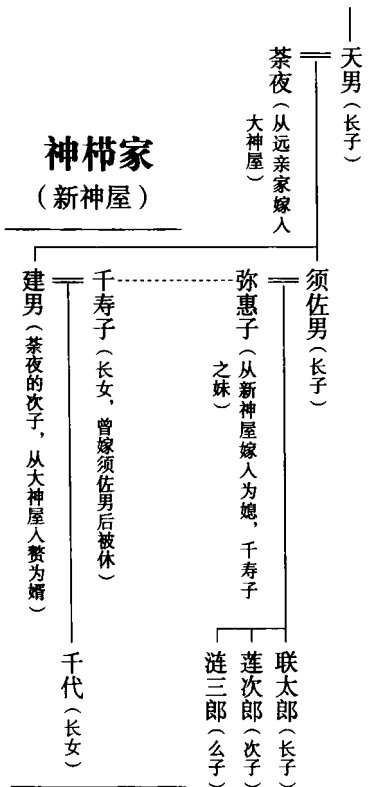 天男（长子）
荼夜（从远亲家嫁入
大神屋）
神栉家
（新神屋）
须佐男（长子）
弥惠子（从新神屋嫁入为媳，千寿子
之妹）
千寿子（长女，曾嫁须佐男后被休）
建男（荼夜的次子，从大神屋入赘为婿）
联太郎（长子）
莲次郎（次子）
涟三郎（么子）
千代（长女）